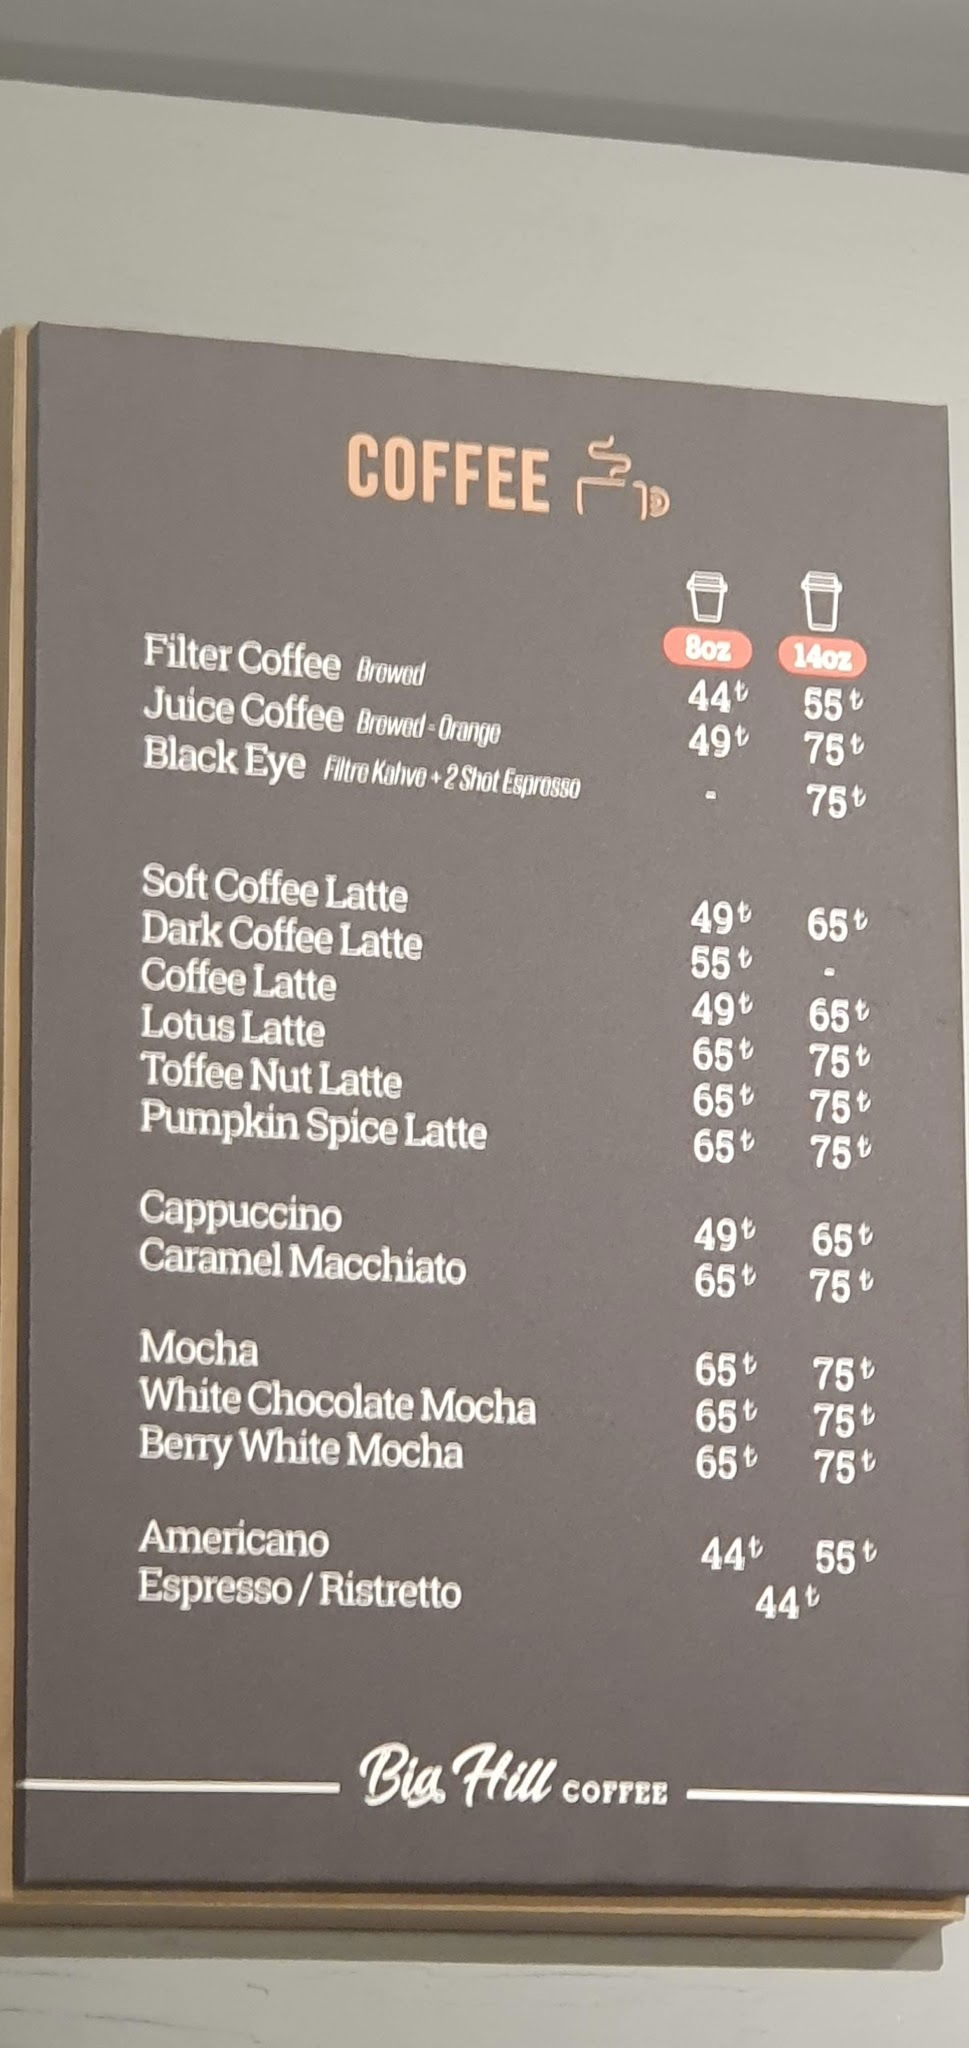 COFFEE
8oz 14oz
Filter Coffee Brewed 44₺ 55₺
Juice Coffee Brewed - Orange 49₺ 75₺
Black Eye Filtre Kahve + 2 Shot Espresso - 75₺
Soft Coffee Latte 49₺ 65₺
Dark Coffee Latte 55₺ -
Coffee Latte 49₺ 65₺
Lotus Latte 65₺ 75₺
Toffee Nut Latte 65₺ 75₺
Pumpkin Spice Latte 65₺ 75₺
Cappuccino 49₺ 65₺
Caramel Macchiato 65₺ 75₺
Mocha 65₺ 75₺
White Chocolate Mocha 65₺ 75₺
Berry White Mocha 65₺ 75₺
Americano 44₺ 55₺
Espresso / Ristretto 44₺
Big Hill COFFEE